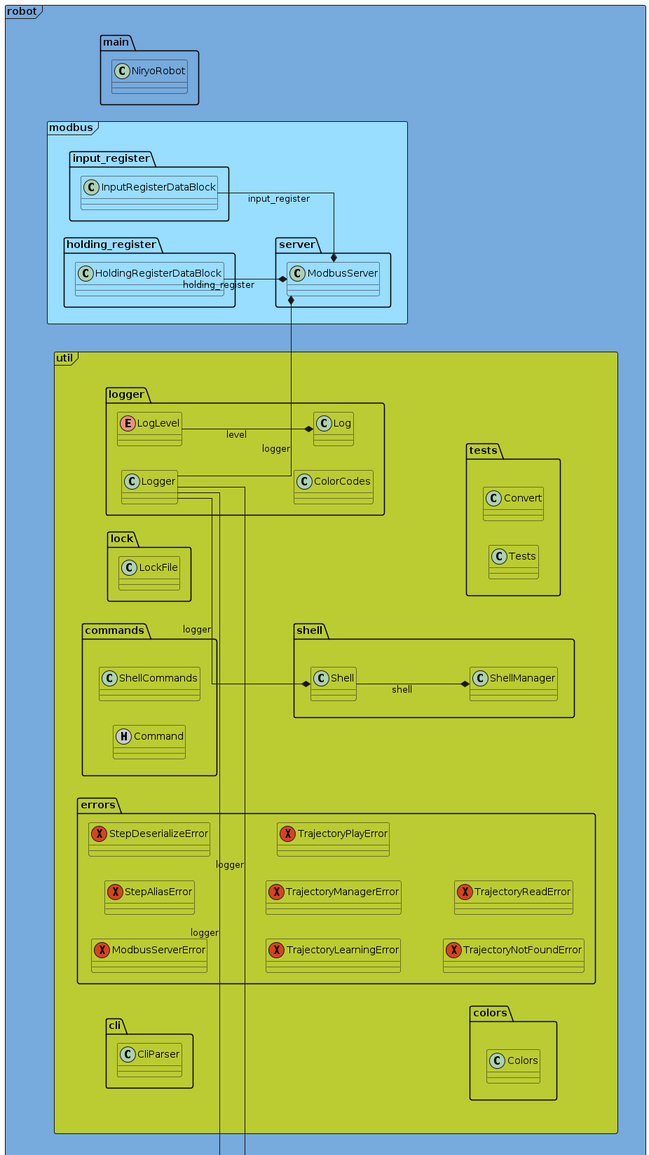 robot
main
C NiryoRobot
modbus
input_register
C InputRegisterDataBlock
input_register
holding_register
server
C HoldingRegisterDataBlock
C ModbusServer
holding_register
util
logger
E LogLevel
C Log
level
logger
tests
C Logger
C ColorCodes
C Convert
lock
C Tests
C LockFile
commands
logger
shell
C ShellCommands
C Shell
C ShellManager
shell
H Command
errors
X StepDeserializeError
X TrajectoryPlayError
logger
X StepAliasError
X TrajectoryManagerError
X TrajectoryReadError
logger
X ModbusServerError
X TrajectoryLearningError
X TrajectoryNotFoundError
cli
colors
C CliParser
C Colors